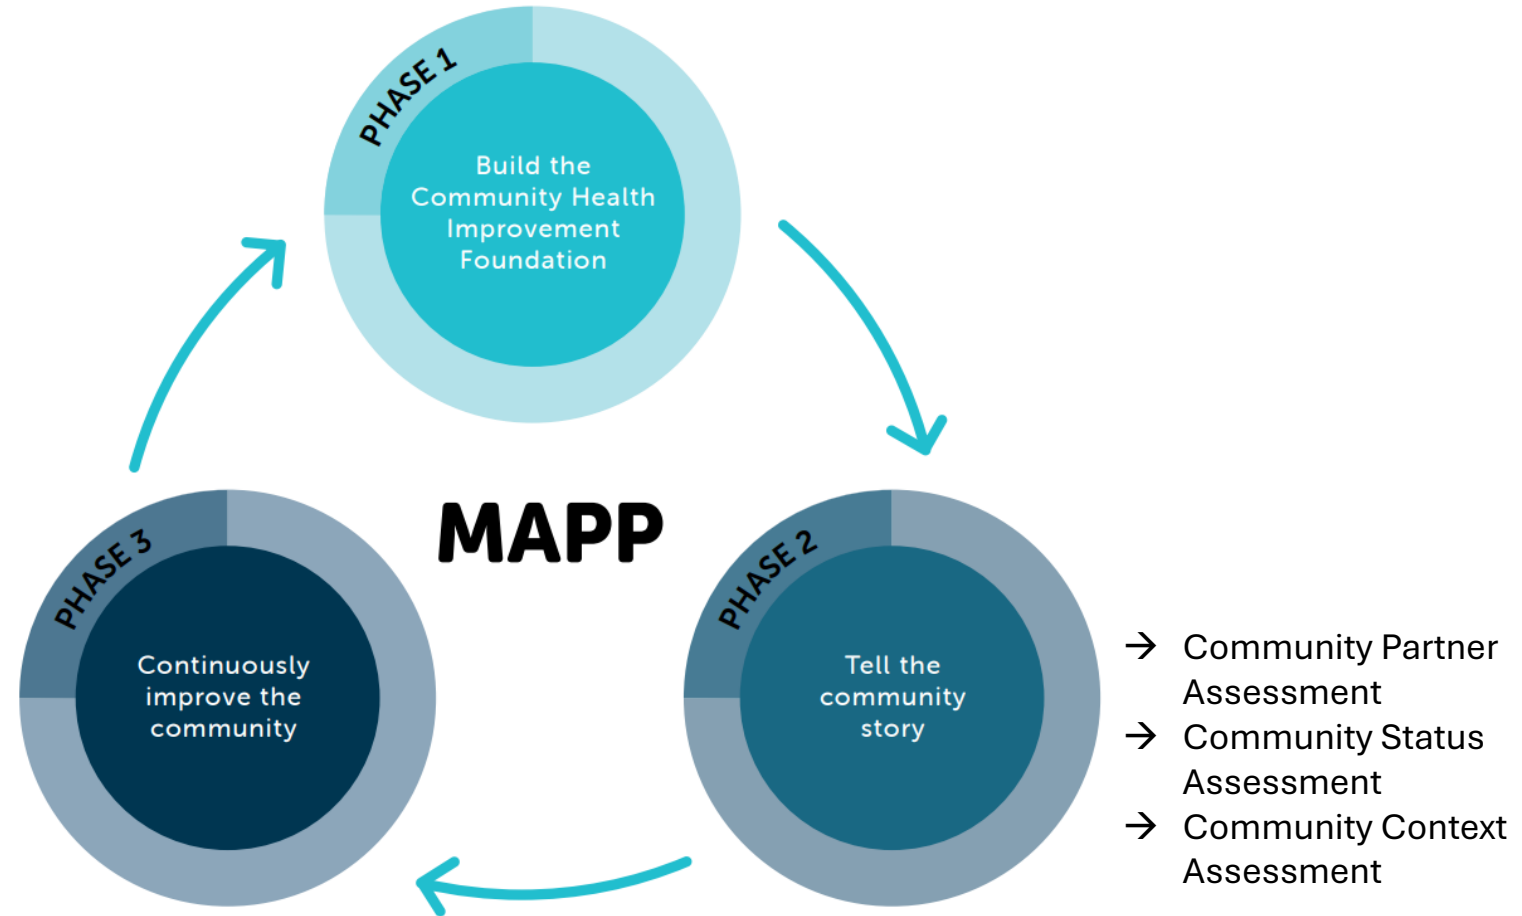 PHASE 1
Build the
Community Health
Improvement
Foundation
MAPP
PHASE 3
Continuously
improve the
community
PHASE 2
Tell the
community
story
→ Community Partner
Assessment
→ Community Status
Assessment
→ Community Context
Assessment